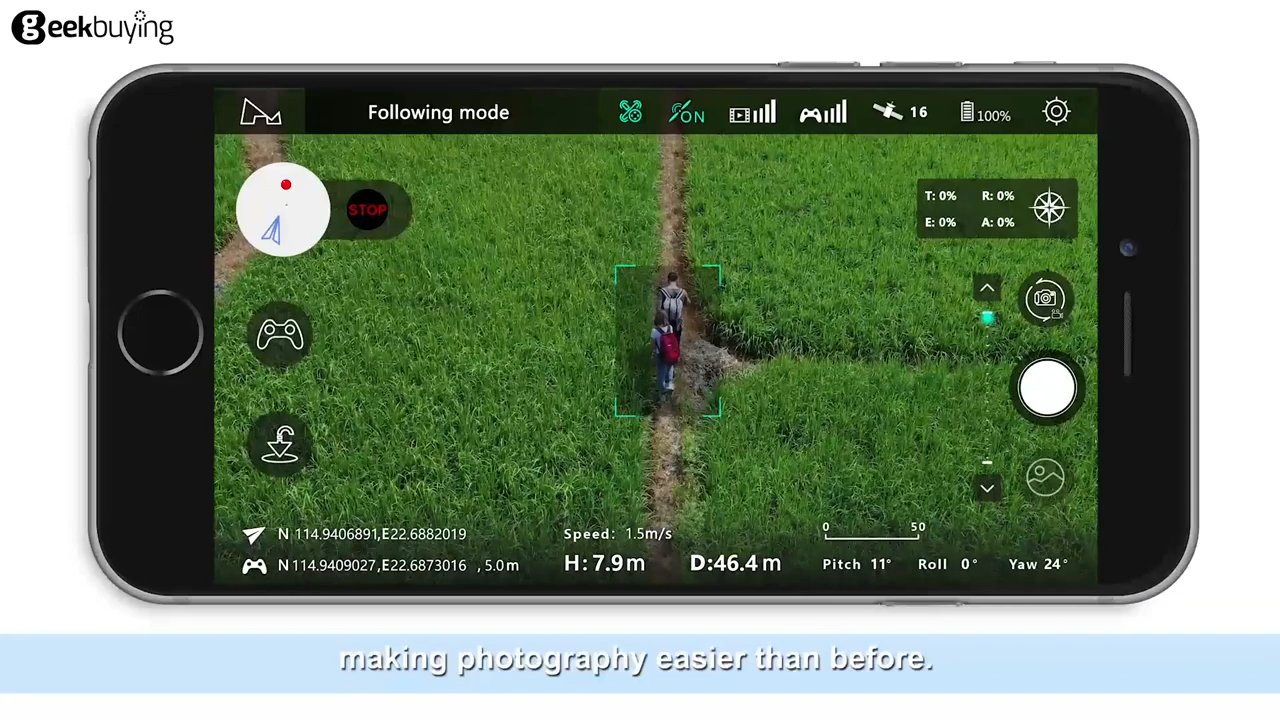 geekbuying
Following mode
ON
16
100%
STOP
T: 0% R: 0%
E: 0% A: 0%
N 114.9406891,E22.6882019
N 114.9409027,E22.6873016 , 5.0 m
Speed: 1.5m/s
H: 7.9m D:46.4 m
0 50
Pitch 11° Roll 0° Yaw 24°
making photography easier than before.